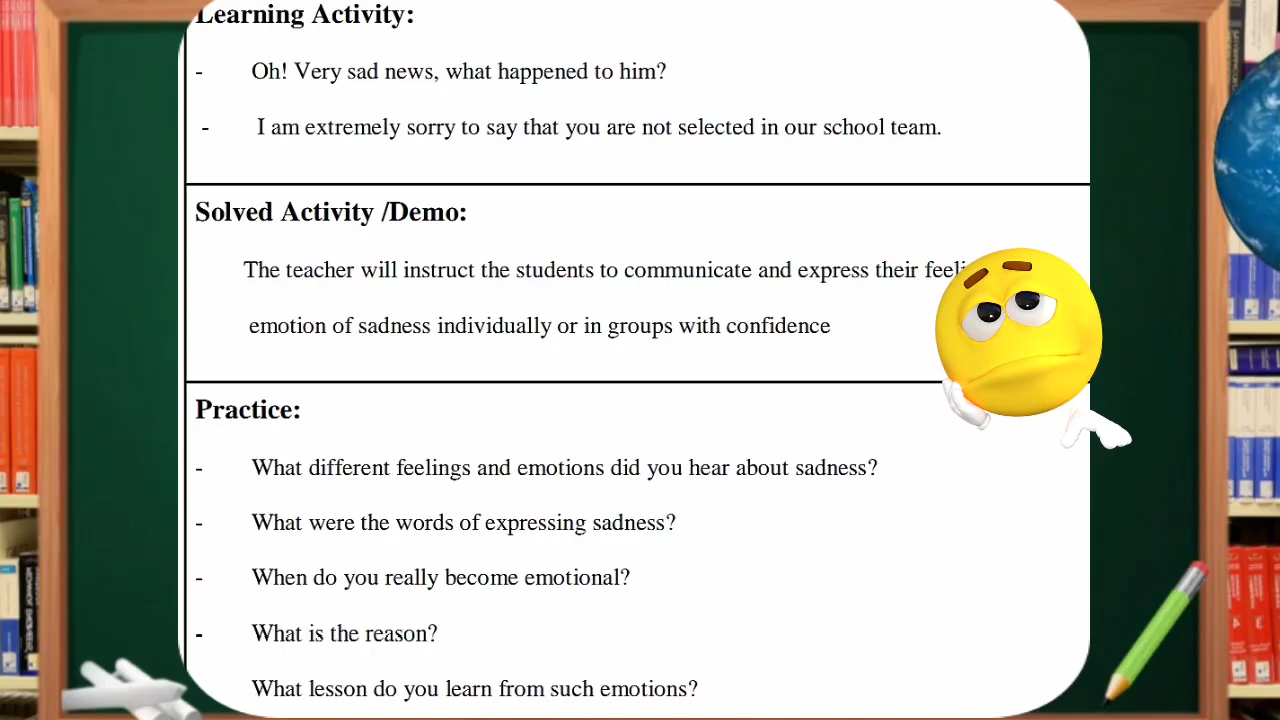 Learning Activity:
- Oh! Very sad news, what happened to him?
- I am extremely sorry to say that you are not selected in our school team.
Solved Activity /Demo:
The teacher will instruct the students to communicate and express their
emotion of sadness individually or in groups with confidence
Practice:
- What different feelings and emotions did you hear about sadness?
- What were the words of expressing sadness?
- When do you really become emotional?
- What is the reason?
What lesson do you learn from such emotions?